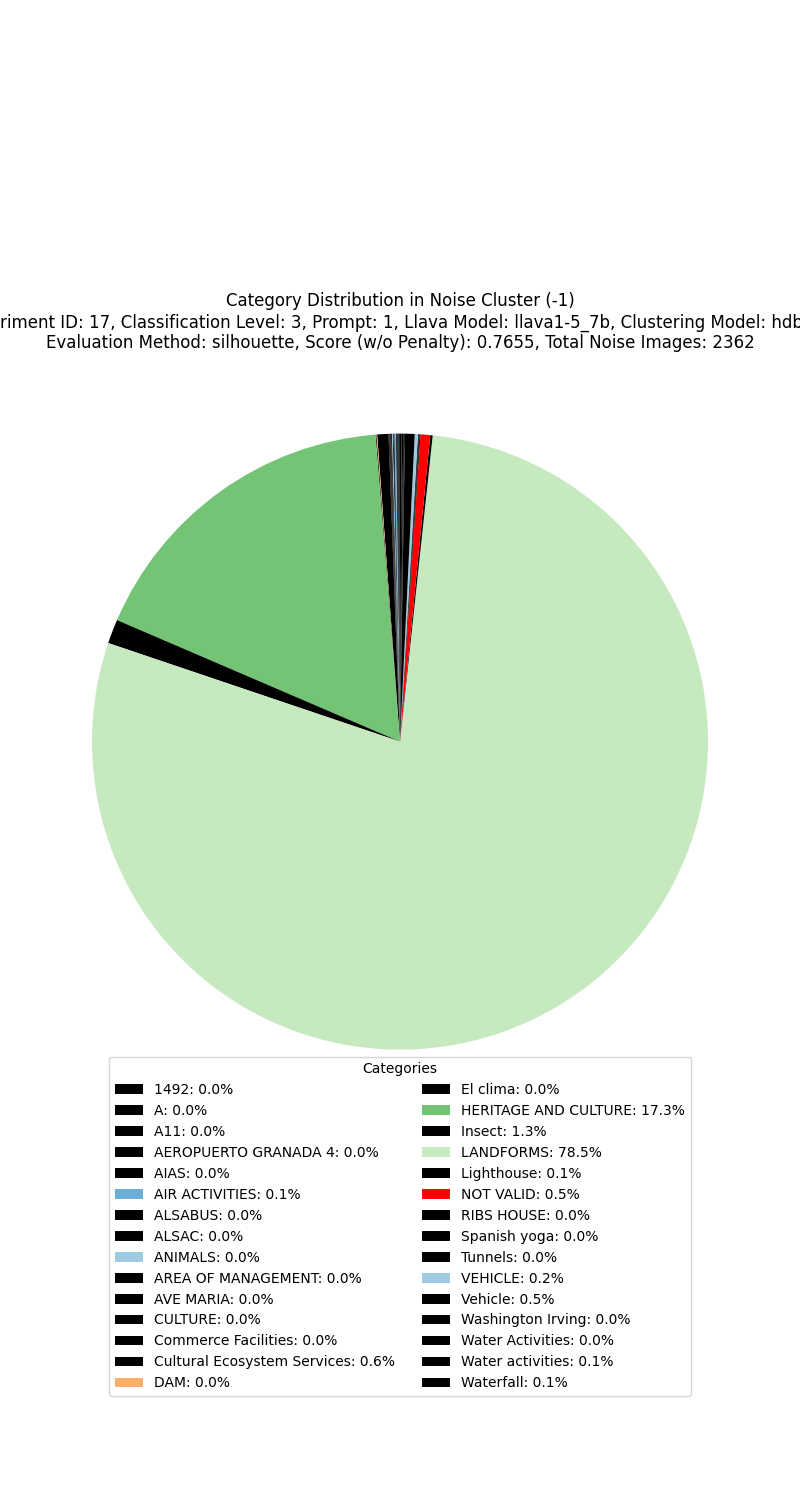 Category Distribution in Noise Cluster (-1)
riment ID: 17, Classification Level: 3, Prompt: 1, Llava Model: llava1-5_7b, Clustering Model: hdb
Evaluation Method: silhouette, Score (w/o Penalty): 0.7655, Total Noise Images: 2362
Categories
1492: 0.0%
A: 0.0%
A11: 0.0%
AEROPUERTO GRANADA 4: 0.0%
AIAS: 0.0%
AIR ACTIVITIES: 0.1%
ALSABUS: 0.0%
ALSAC: 0.0%
ANIMALS: 0.0%
AREA OF MANAGEMENT: 0.0%
AVE MARIA: 0.0%
CULTURE: 0.0%
Commerce Facilities: 0.0%
Cultural Ecosystem Services: 0.6%
DAM: 0.0%
El clima: 0.0%
HERITAGE AND CULTURE: 17.3%
Insect: 1.3%
LANDFORMS: 78.5%
Lighthouse: 0.1%
NOT VALID: 0.5%
RIBS HOUSE: 0.0%
Spanish yoga: 0.0%
Tunnels: 0.0%
VEHICLE: 0.2%
Vehicle: 0.5%
Washington Irving: 0.0%
Water Activities: 0.0%
Water activities: 0.1%
Waterfall: 0.1%